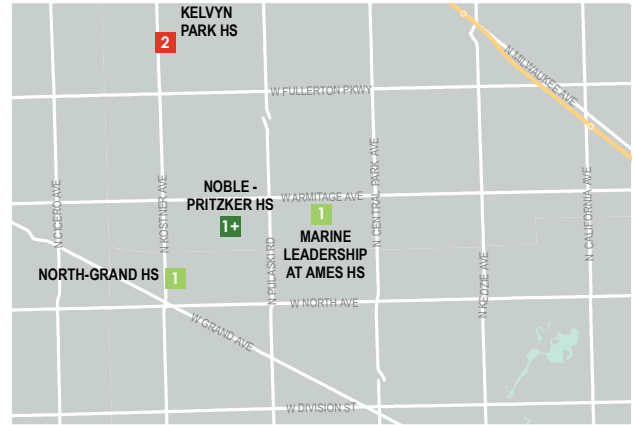 KELVYN
PARK HS
2
N MILWAUKEE AVE
W FULLERTON PKWY
NOBLE -
PRITZKER HS
1+
W ARMITAGE AVE
1
MARINE
LEADERSHIP
AT AMES HS
N CICERO AVE
N KOSTNER AVE
N PULASKI RD
N CENTRAL PARK AVE
N KEDZIE AVE
N CALIFORNIA AVE
NORTH-GRAND HS
1
W NORTH AVE
W GRAND AVE
W DIVISION ST